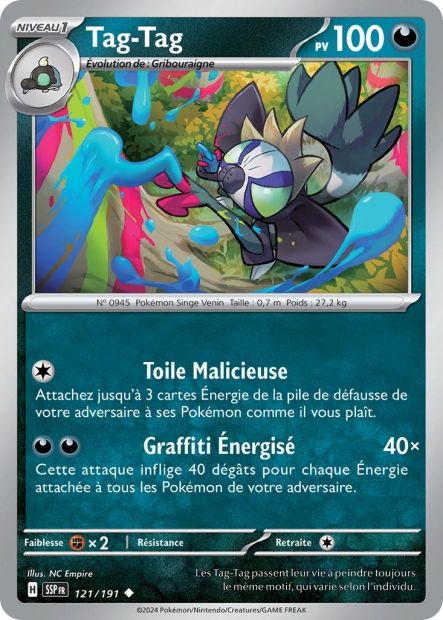 NIVEAU 1
Tag-Tag
PV 100
Évolution de : Gribouraigne
N° 0945 Pokémon Singe Venin Taille : 0,7 m Poids : 27,2 kg
Toile Malicieuse
Attachez jusqu'à 3 cartes Énergie de la pile de défausse de
votre adversaire à ses Pokémon comme il vous plaît.
Graffiti Énergisé 40×
Cette attaque inflige 40 dégâts pour chaque Énergie
attachée à tous les Pokémon de votre adversaire.
Faiblesse × 2 Résistance Retraite
Illus. NC Empire
H SSP FR 121/191
Les Tag-Tag passent leur vie à peindre toujours
le même motif, qui varie selon l'individu.
©2024 Pokémon/Nintendo/Creatures/GAME FREAK